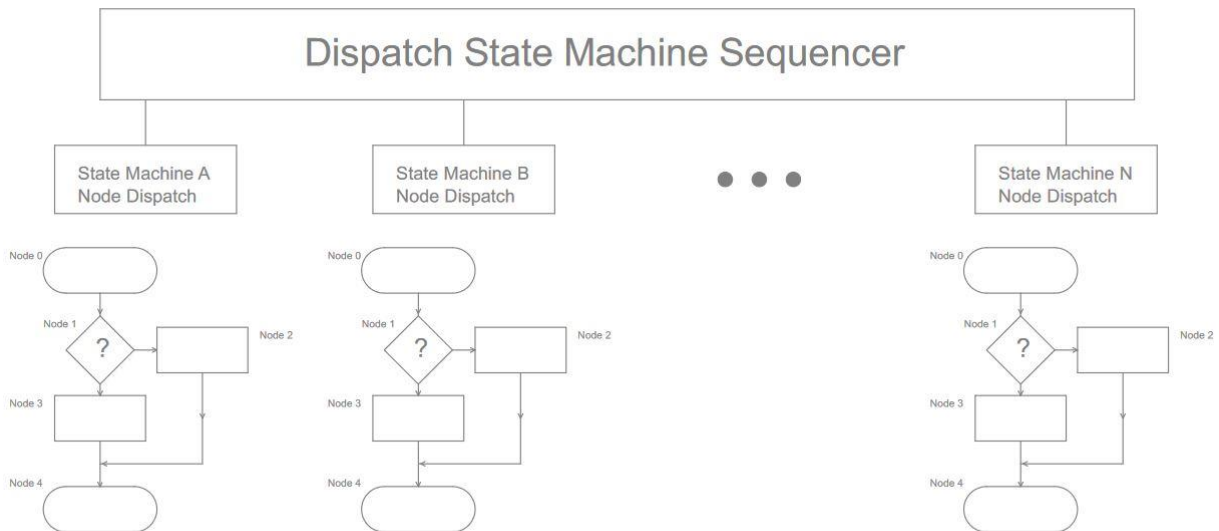 Dispatch State Machine Sequencer
State Machine A
Node Dispatch
State Machine B
Node Dispatch
State Machine N
Node Dispatch
Node 0
Node 1
?
Node 2
Node 3
Node 4
Node 0
Node 1
?
Node 2
Node 3
Node 4
Node 0
Node 1
?
Node 2
Node 3
Node 4